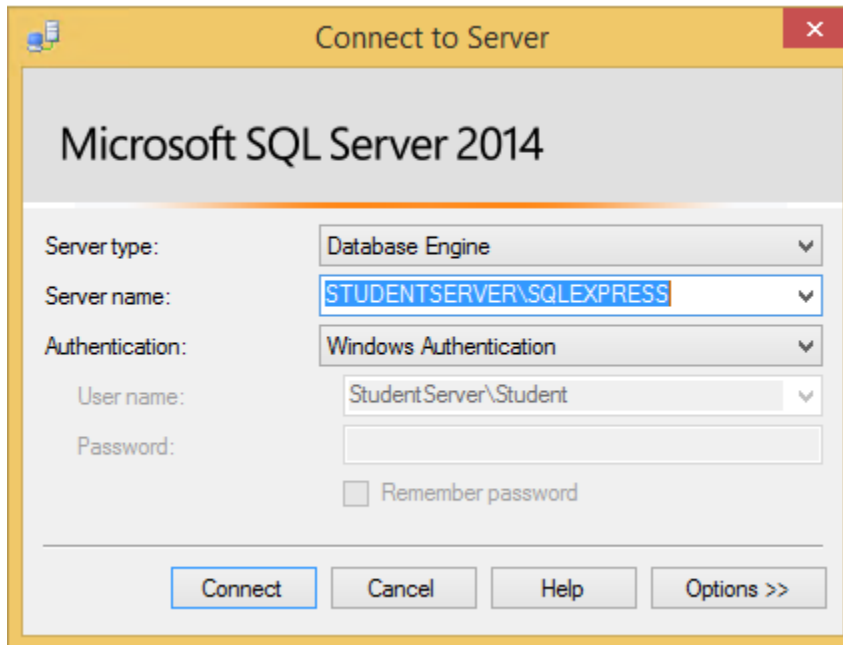 Connect to Server
Microsoft SQL Server 2014
Server type: Database Engine
Server name: STUDENTSERVER\SQLEXPRESS
Authentication: Windows Authentication
User name: StudentServer\Student
Password:
Remember password
Connect Cancel Help Options >>